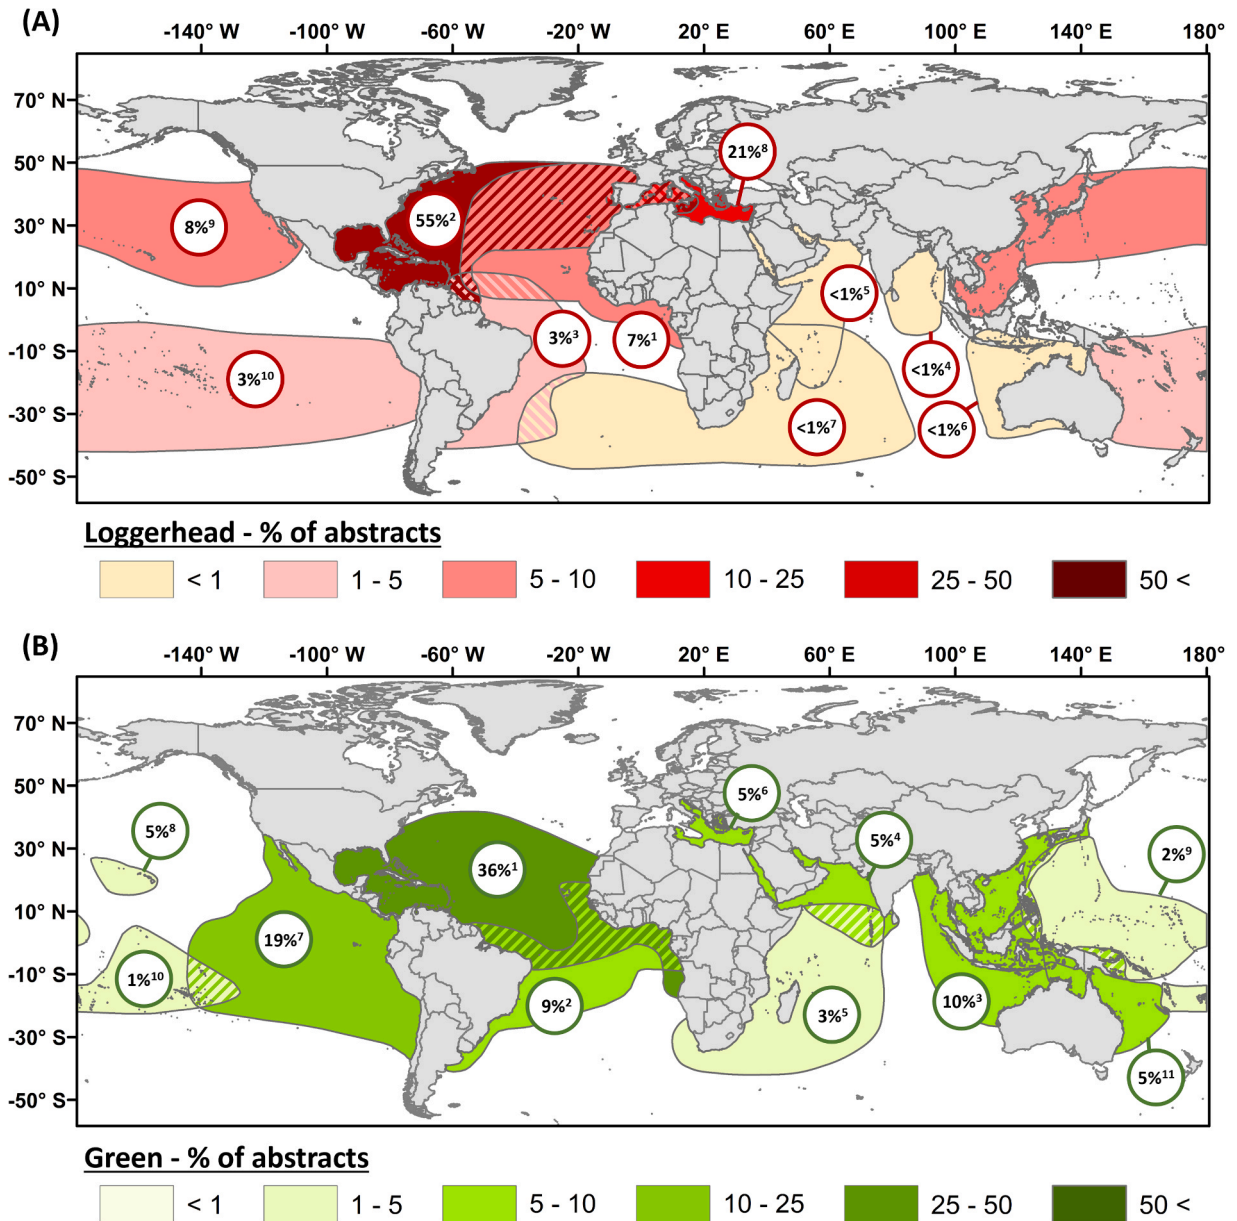 (A)
-140° W -100° W -60° W -20° W 20° E 60° E 100° E 140° E 180°
70° N
50° N
30° N
10° N
-10° S
-30° S
-50° S
21%⁸
55%²
8%⁹
<1%⁵
3%³
7%¹
<1%⁴
3%¹⁰
<1%⁷
<1%⁶
Loggerhead - % of abstracts
< 1 1 - 5 5 - 10 10 - 25 25 - 50 50 <
(B)
-140° W -100° W -60° W -20° W 20° E 60° E 100° E 140° E 180°
70° N
50° N
30° N
10° N
-10° S
-30° S
-50° S
5%⁶
5%⁸
5%⁴
2%⁹
36%¹
19%⁷
1%¹⁰
9%²
3%⁵
10%³
5%¹¹
Green - % of abstracts
< 1 1 - 5 5 - 10 10 - 25 25 - 50 50 <